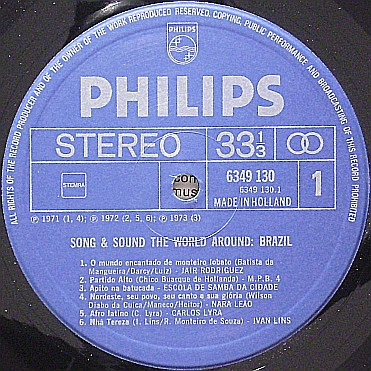 ALL RIGHTS OF THE RECORD PRODUCER AND OF THE OWNER OF THE WORK REPRODUCED RESERVED. COPYING, PUBLIC PERFORMANCE AND BROADCASTING OF THIS RECORD PROHIBITED
PHILIPS
PHILIPS
STEREO 33 1/3
STEMRA
6349 130
6349 130.1
MADE IN HOLLAND
1
℗ 1971 (1, 4); ℗ 1972 (2, 5, 6); ℗ 1973 (3)
SONG & SOUND THE WORLD AROUND: BRAZIL
1. O mundo encantado de monteiro lobato (Batista da
Mangueira/Darcy/Luiz) - JAIR RODRIGUEZ
2. Partido Alto (Chico Buarque de Hollanda) - M.P.B. 4
3. Apito na batucada - ESCOLA DE SAMBA DA CIDADE
4. Nordeste, seu povo, seu canto e sua glória (Wilson
Diabo da Cuica/Maneco/Heitor) - NARA LEÃO
5. Afro latino (C. Lyra) - CARLOS LYRA
6. Nhá Tereza (I. Lins/R. Monteiro de Souza) - IVAN LINS